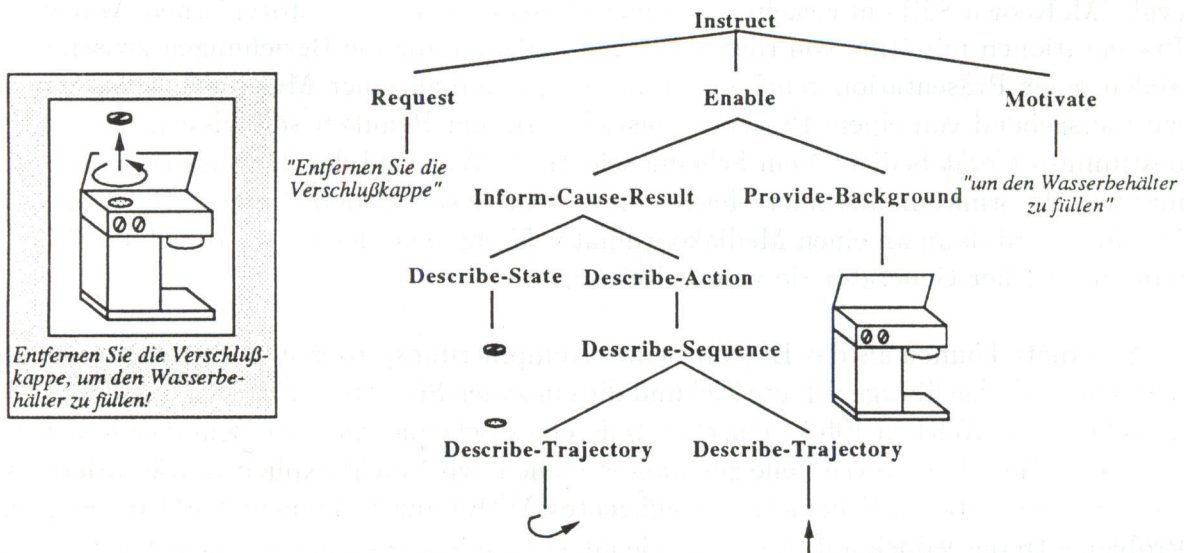 Instruct
Request
Enable
Motivate
"Entfernen Sie die
Verschlußkappe"
"um den Wasserbehälter
zu füllen"
Inform-Cause-Result
Provide-Background
Describe-State
Describe-Action
Describe-Sequence
Describe-Trajectory
Describe-Trajectory
Entfernen Sie die Verschluß-
kappe, um den Wasserbe-
hälter zu füllen!